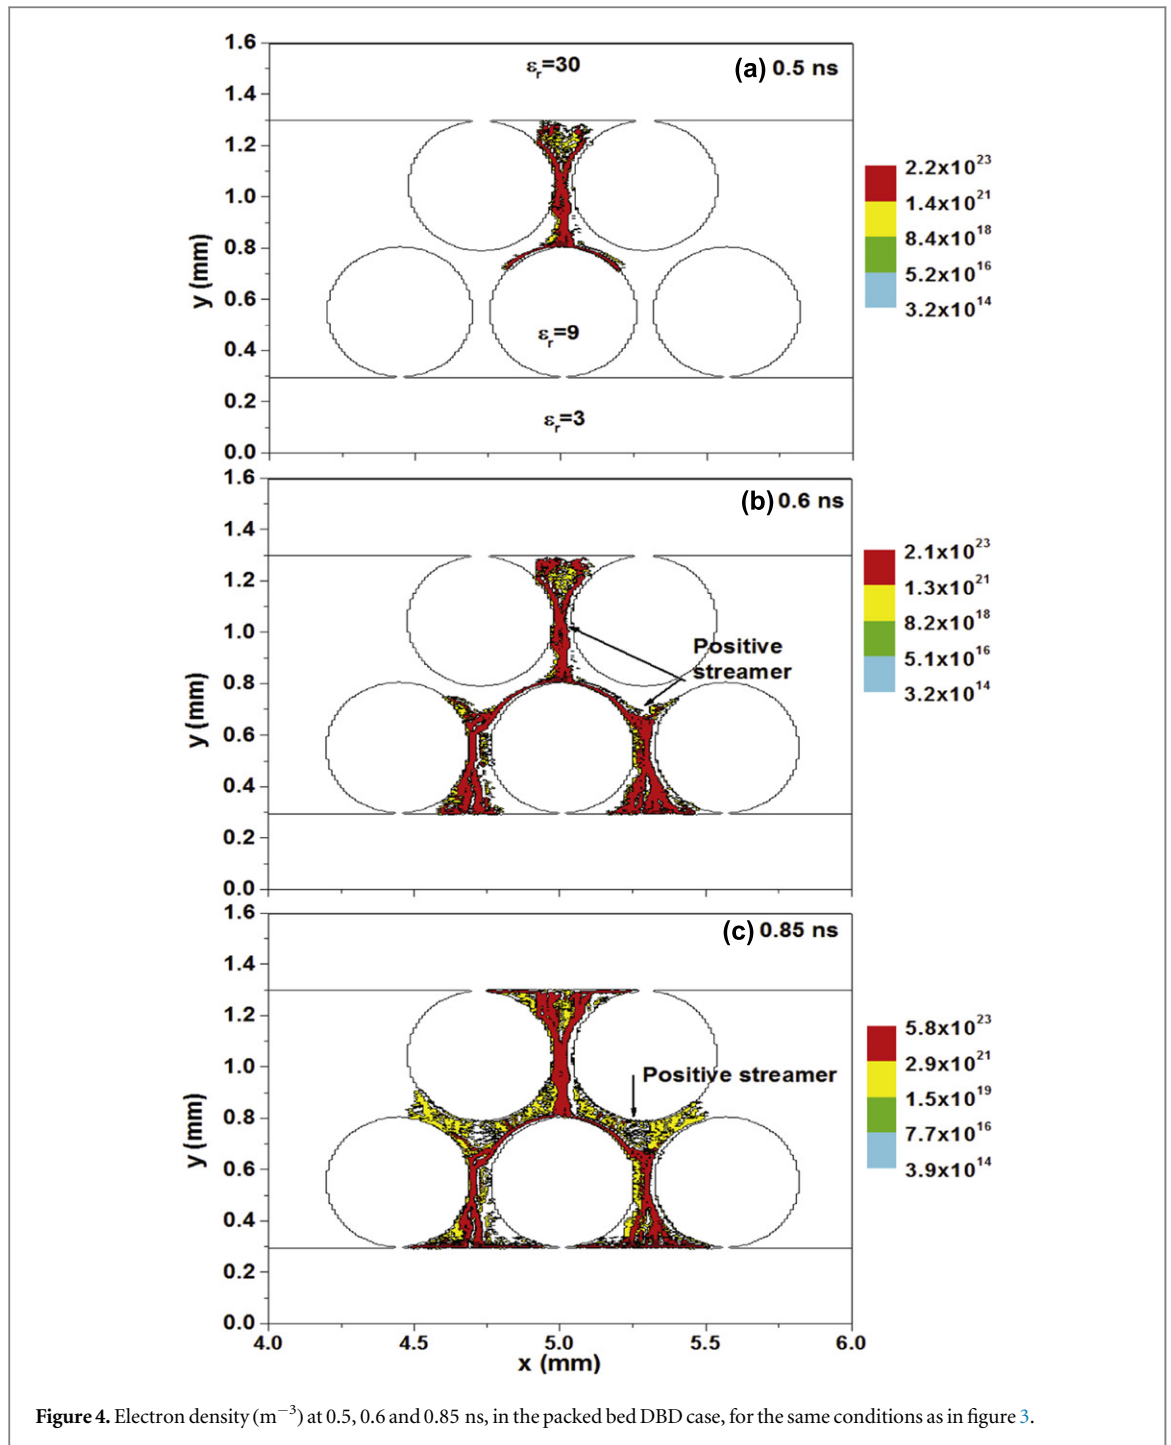 1.6
εr=30
(a) 0.5 ns
1.4
1.2
1.0
0.8
0.6
0.4
0.2
0.0
y (mm)
εr=9
εr=3
2.2x10^23
1.4x10^21
8.4x10^18
5.2x10^16
3.2x10^14
1.6
(b) 0.6 ns
1.4
1.2
1.0
0.8
0.6
0.4
0.2
0.0
y (mm)
Positive
streamer
2.1x10^23
1.3x10^21
8.2x10^18
5.1x10^16
3.2x10^14
1.6
(c) 0.85 ns
1.4
1.2
1.0
0.8
0.6
0.4
0.2
0.0
y (mm)
Positive streamer
5.8x10^23
2.9x10^21
1.5x10^19
7.7x10^16
3.9x10^14
4.0 4.5 5.0 5.5 6.0
x (mm)
Figure 4. Electron density (m−3) at 0.5, 0.6 and 0.85 ns, in the packed bed DBD case, for the same conditions as in figure 3.